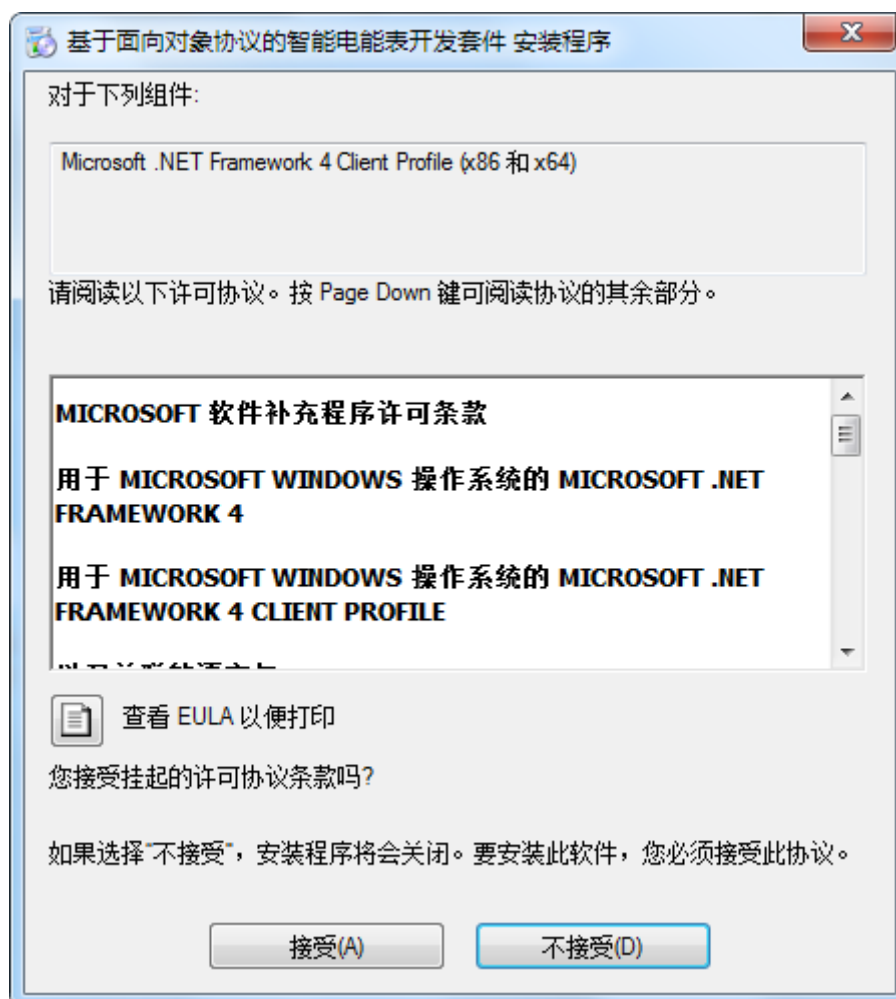 基于面向对象协议的智能电能表开发套件 安装程序
对于下列组件:
Microsoft .NET Framework 4 Client Profile (x86 和 x64)
请阅读以下许可协议。按 Page Down 键可阅读协议的其余部分。
MICROSOFT 软件补充程序许可条款
用于 MICROSOFT WINDOWS 操作系统的 MICROSOFT .NET
FRAMEWORK 4
用于 MICROSOFT WINDOWS 操作系统的 MICROSOFT .NET
FRAMEWORK 4 CLIENT PROFILE
查看 EULA 以便打印
您接受挂起的许可协议条款吗?
如果选择“不接受”，安装程序将会关闭。要安装此软件，您必须接受此协议。
接受(A)
不接受(D)